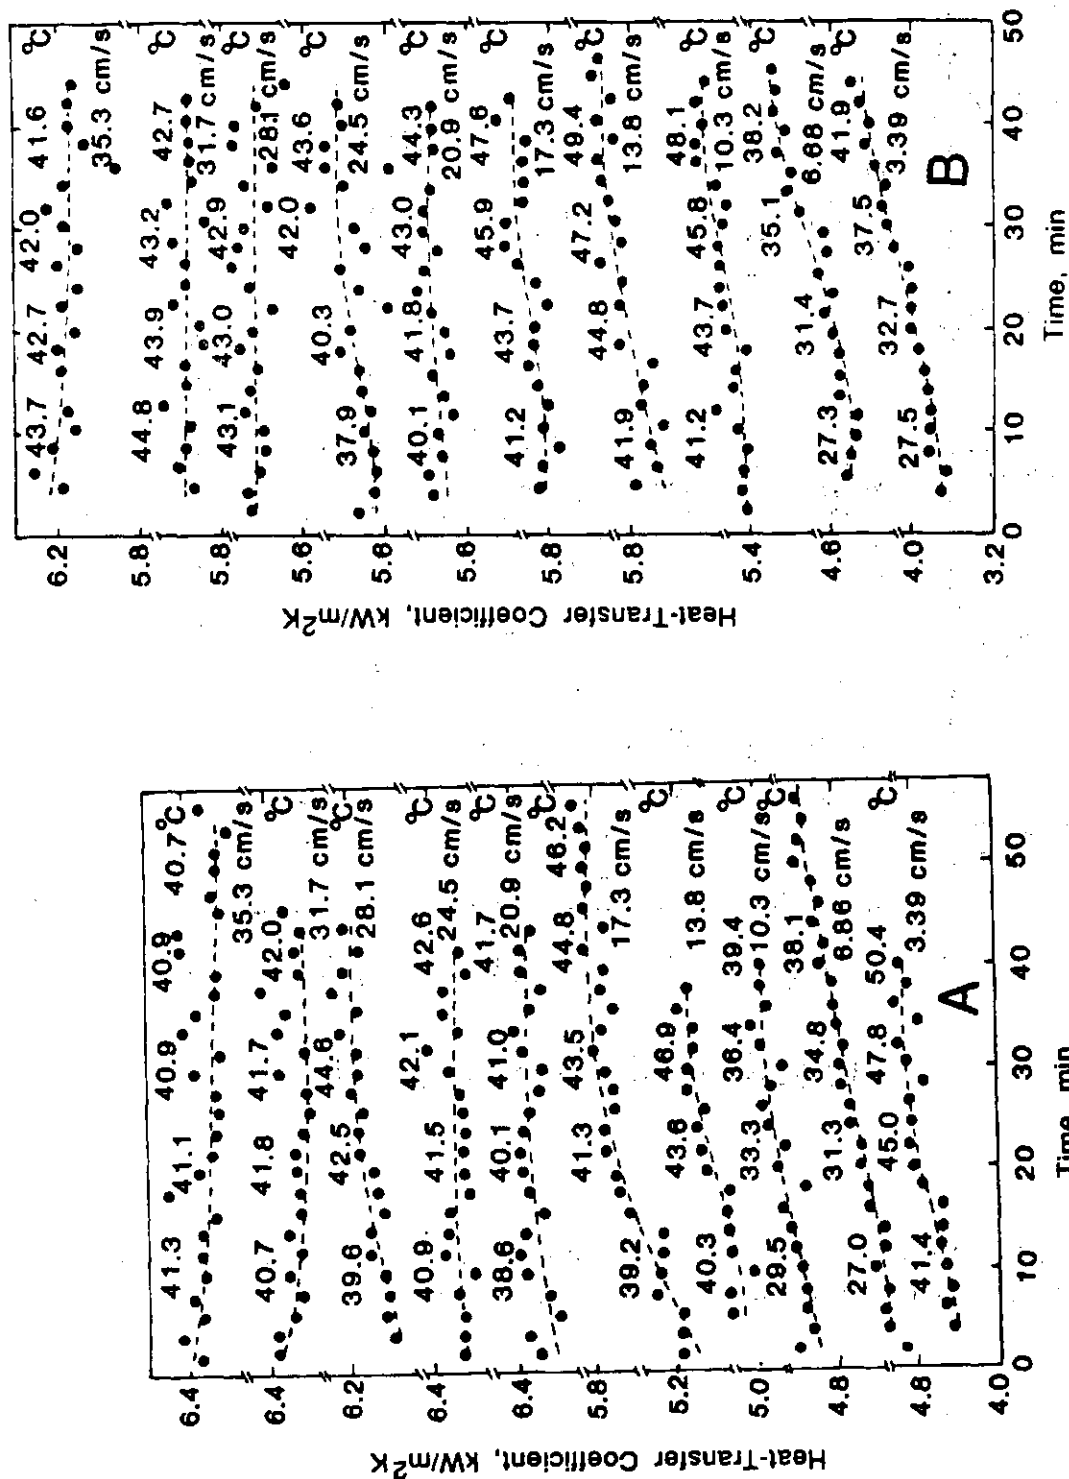 Heat-Transfer Coefficient, kW/m²K
6.4
41.3 41.1 40.9 40.9 40.7°C
35.3 cm/s
6.4
40.7 41.8 41.7 42.0 °C
31.7 cm/s
6.2
39.6 42.5 44.6 °C
28.1 cm/s
6.4
40.9 41.5 42.1 42.6 °C
24.5 cm/s
6.4
38.6 40.1 41.0 41.7 °C
20.9 cm/s
5.8
39.2 41.3 43.5 44.8 46.2 °C
17.3 cm/s
5.2
40.3 43.6 46.9 °C
13.8 cm/s
5.0
29.5 33.3 36.4 39.4 °C
10.3 cm/s
4.8
27.0 31.3 34.8 38.1 °C
6.86 cm/s
4.8
41.4 45.0 47.8 50.4 °C
3.39 cm/s
A
4.0
0 10 20 30 40 50
Time, min
Heat-Transfer Coefficient, kW/m²K
6.2
43.7 42.7 42.0 41.6 °C
35.3 cm/s
5.8
44.8 43.9 43.2 42.7 °C
31.7 cm/s
5.8
43.1 43.0 42.9 °C
28.1 cm/s
5.6
37.9 40.3 42.0 43.6 °C
24.5 cm/s
5.8
40.1 41.8 43.0 44.3 °C
20.9 cm/s
5.6
41.2 43.7 45.9 47.6 °C
17.3 cm/s
5.8
41.9 44.8 47.2 49.4 °C
13.8 cm/s
5.8
41.2 43.7 45.8 48.1 °C
10.3 cm/s
5.4
27.3 31.4 35.1 38.2 °C
6.68 cm/s
4.6
27.5 32.7 37.5 41.9 °C
3.39 cm/s
4.0
B
3.2
0 10 20 30 40 50
Time, min